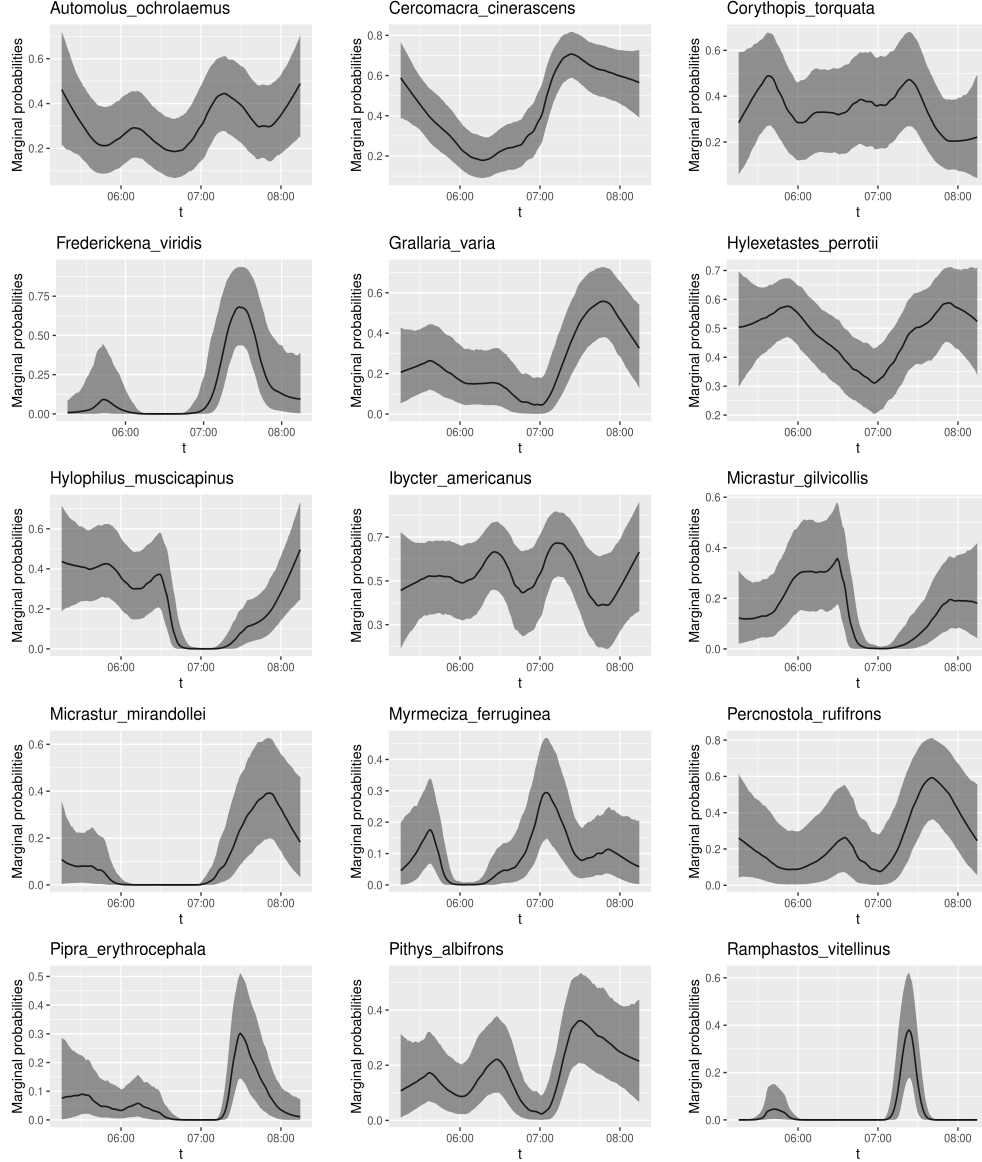 Automolus_ochrolaemus
Marginal probabilities
0.6
0.4
0.2
06:00 07:00 08:00
t
Cercomacra_cinerascens
Marginal probabilities
0.8
0.6
0.4
0.2
06:00 07:00 08:00
t
Corythopis_torquata
Marginal probabilities
0.6
0.4
0.2
06:00 07:00 08:00
t
Frederickena_viridis
Marginal probabilities
0.75
0.50
0.25
0.00
06:00 07:00 08:00
t
Grallaria_varia
Marginal probabilities
0.6
0.4
0.2
0.0
06:00 07:00 08:00
t
Hylexetastes_perrotii
Marginal probabilities
0.7
0.6
0.5
0.4
0.3
0.2
06:00 07:00 08:00
t
Hylophilus_muscicapinus
Marginal probabilities
0.6
0.4
0.2
0.0
06:00 07:00 08:00
t
Ibycter_americanus
Marginal probabilities
0.7
0.5
0.3
06:00 07:00 08:00
t
Micrastur_gilvicollis
Marginal probabilities
0.6
0.4
0.2
0.0
06:00 07:00 08:00
t
Micrastur_mirandollei
Marginal probabilities
0.6
0.4
0.2
0.0
06:00 07:00 08:00
t
Myrmeciza_ferruginea
Marginal probabilities
0.4
0.3
0.2
0.1
0.0
06:00 07:00 08:00
t
Percnostola_rufifrons
Marginal probabilities
0.8
0.6
0.4
0.2
0.0
06:00 07:00 08:00
t
Pipra_erythrocephala
Marginal probabilities
0.5
0.4
0.3
0.2
0.1
0.0
06:00 07:00 08:00
t
Pithys_albifrons
Marginal probabilities
0.4
0.2
0.0
06:00 07:00 08:00
t
Ramphastos_vitellinus
Marginal probabilities
0.6
0.4
0.2
0.0
06:00 07:00 08:00
t